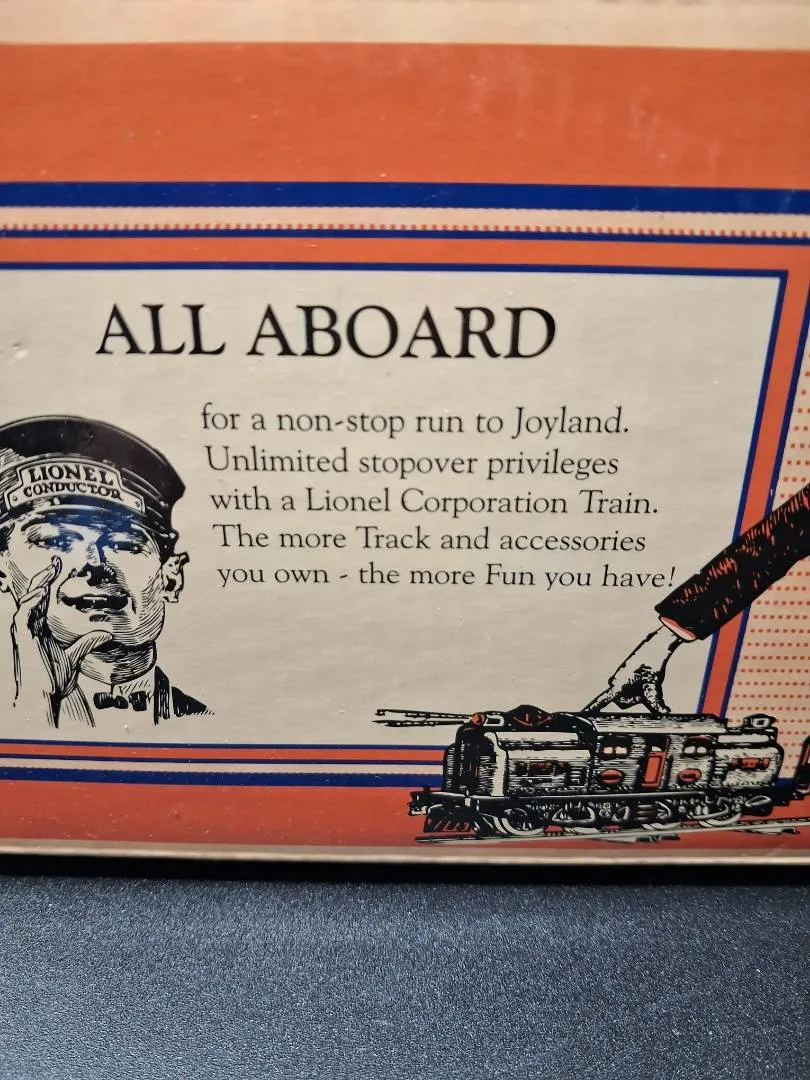 ALL ABOARD
for a non-stop run to Joyland.
Unlimited stopover privileges
with a Lionel Corporation Train.
The more Track and accessories
you own - the more Fun you have!
LIONEL
CONDUCTOR